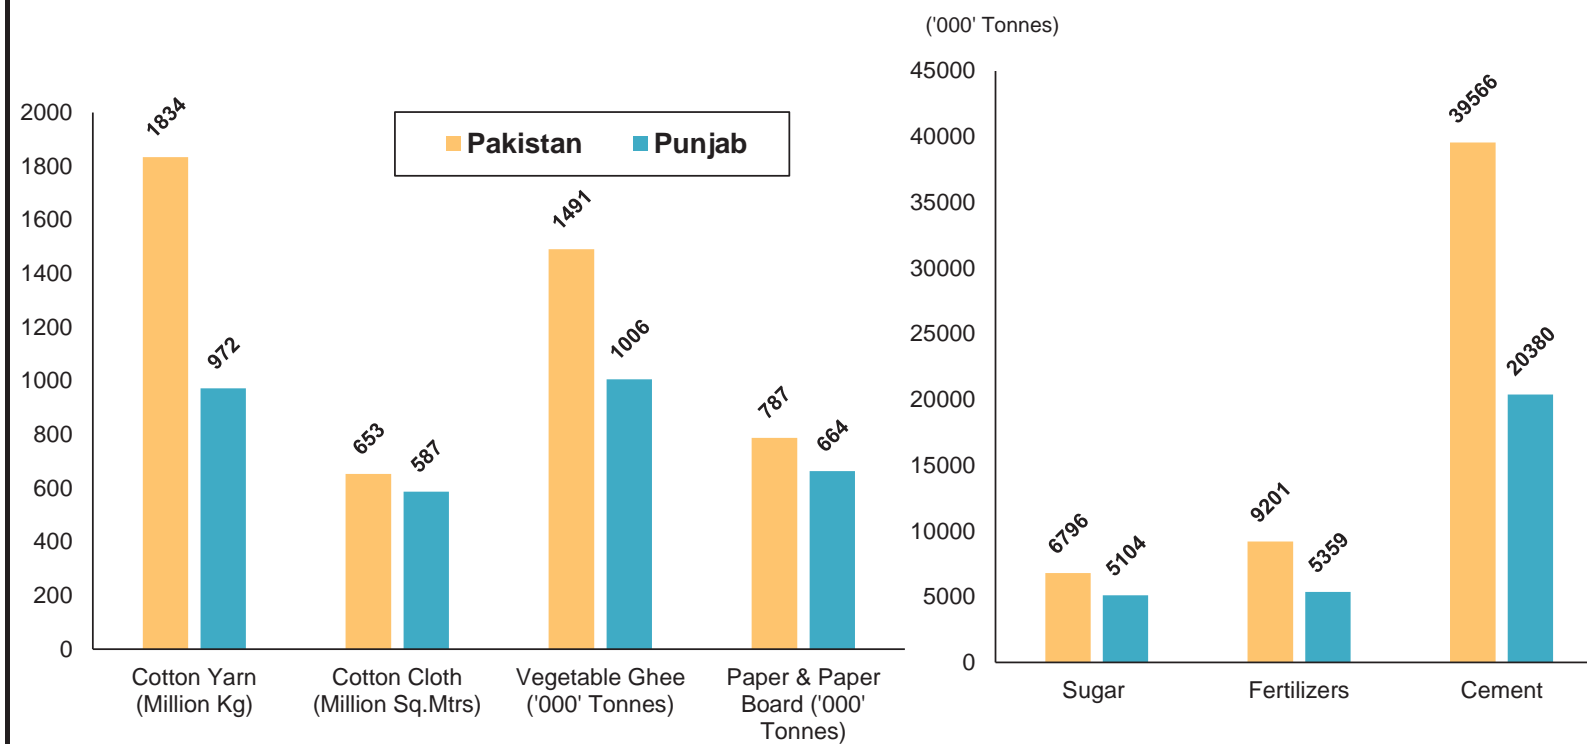 ('000' Tonnes)
2000
1800
1600
1400
1200
1000
800
600
400
200
0
Pakistan Punjab
1834
972
653
587
1491
1006
787
664
Cotton Yarn
(Million Kg)
Cotton Cloth
(Million Sq.Mtrs)
Vegetable Ghee
('000' Tonnes)
Paper & Paper
Board ('000'
Tonnes)
45000
40000
35000
30000
25000
20000
15000
10000
5000
0
6796
5104
9201
5359
39566
20380
Sugar
Fertilizers
Cement